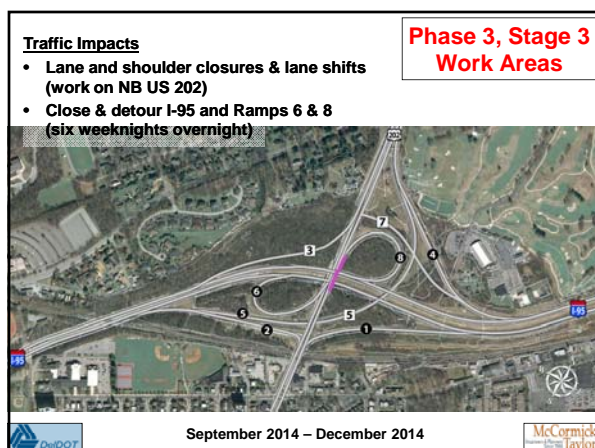 Traffic Impacts
• Lane and shoulder closures & lane shifts
(work on NB US 202)
• Close & detour I-95 and Ramps 6 & 8
(six weeknights overnight)
Phase 3, Stage 3
Work Areas
202
7
3
4
8
6
5
5
2
1
I-95
I-95
September 2014 – December 2014
DelDOT
McCormick
Taylor